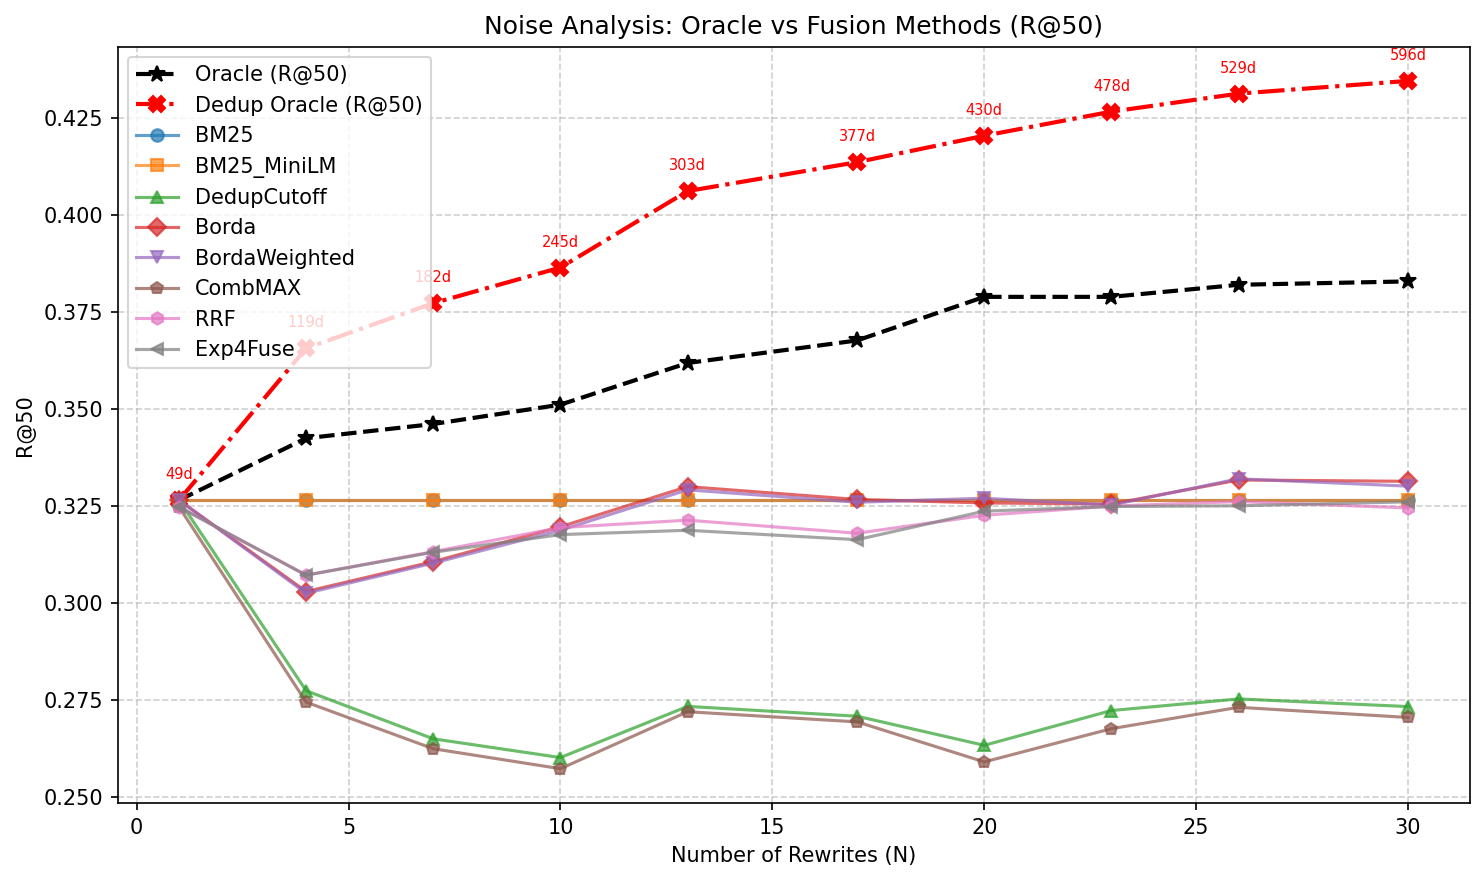 Noise Analysis: Oracle vs Fusion Methods (R@50)
Oracle (R@50)
Dedup Oracle (R@50)
BM25
BM25_MiniLM
DedupCutoff
Borda
BordaWeighted
CombMAX
RRF
Exp4Fuse
49d
119d
182d
245d
303d
377d
430d
478d
529d
596d
R@50
0.425
0.400
0.375
0.350
0.325
0.300
0.275
0.250
0 5 10 15 20 25 30
Number of Rewrites (N)